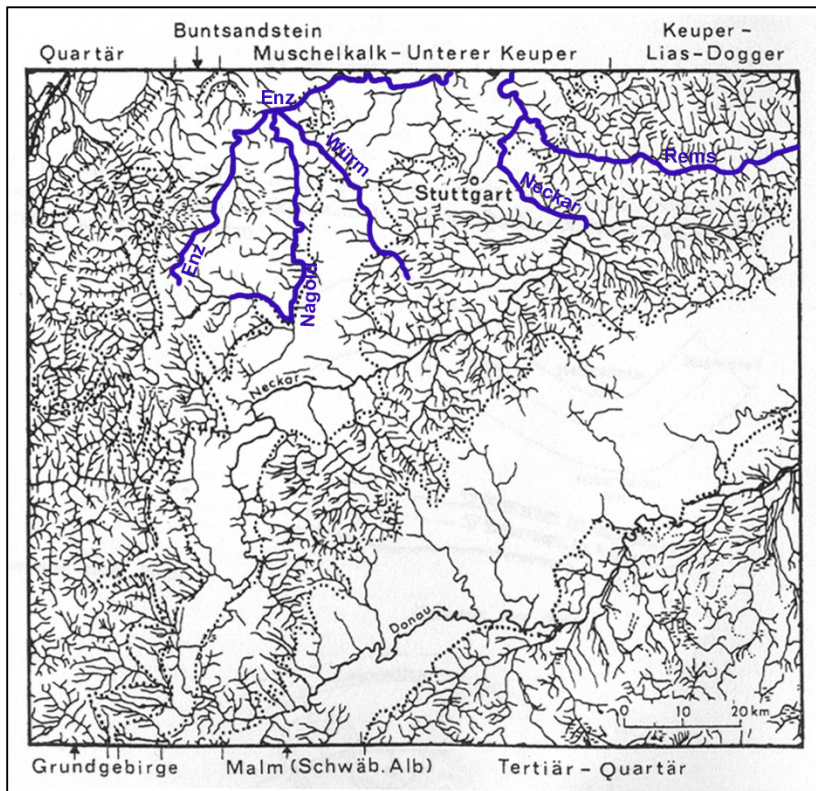 Buntsandstein
Keuper –
Quartär
Muschelkalk – Unterer Keuper
Lias – Dogger
Enz
Würm
Rems
Stuttgart
Neckar
Enz
Nagold
Neckar
Donau
0 10 20 km
Grundgebirge
Malm (Schwäb. Alb)
Tertiär – Quartär